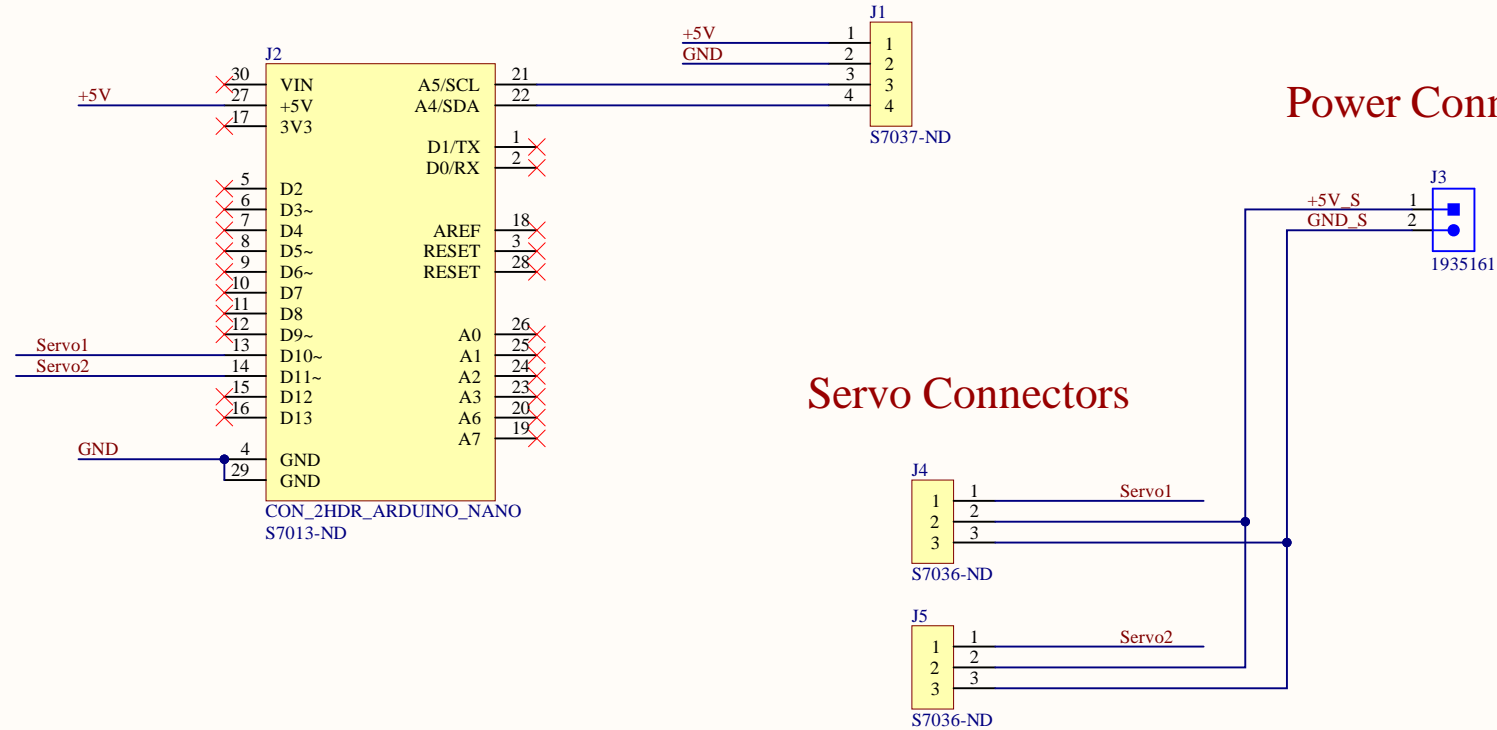 J1
+5V 1 1
GND 2 2
3 3
4 4
S7037-ND
J2
30 VIN A5/SCL 21
+5V 27 +5V A4/SDA 22
17 3V3
D1/TX 1
D0/RX 2
5 D2
6 D3~
7 D4 AREF 18
8 D5~ RESET 3
9 D6~ RESET 28
10 D7
11 D8
12 D9~ A0 26
Servo1 13 D10~ A1 25
Servo2 14 D11~ A2 24
15 D12 A3 23
16 D13 A6 20
A7 19
GND 4 GND
29 GND
CON_2HDR_ARDUINO_NANO
S7013-ND
Power Conn
J3
+5V_S 1
GND_S 2
1935161
Servo Connectors
J4
1 1 Servo1
2 2
3 3
S7036-ND
J5
1 1 Servo2
2 2
3 3
S7036-ND